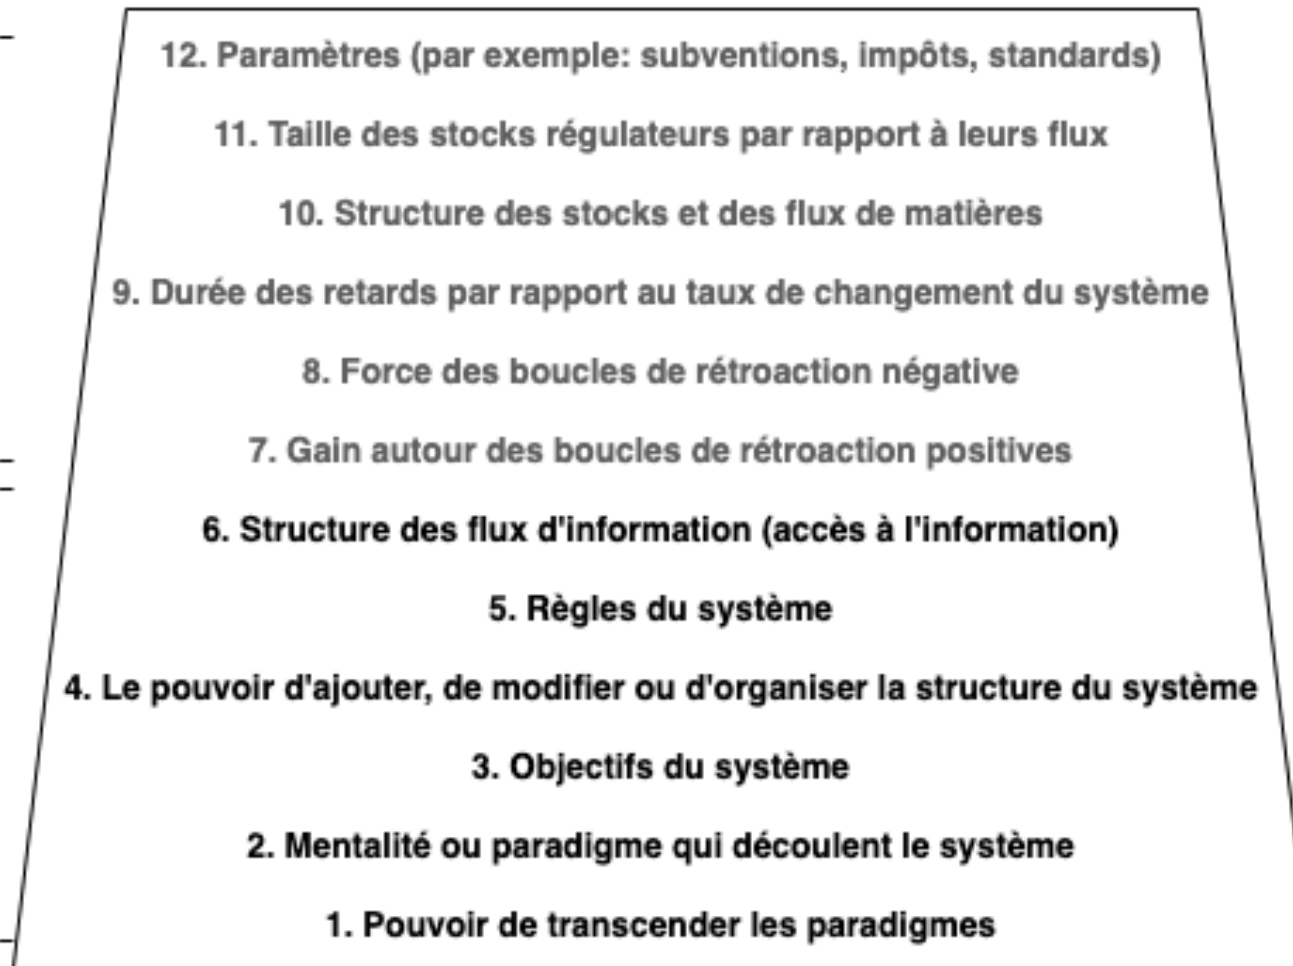 12. Paramètres (par exemple: subventions, impôts, standards)
11. Taille des stocks régulateurs par rapport à leurs flux
10. Structure des stocks et des flux de matières
9. Durée des retards par rapport au taux de changement du système
8. Force des boucles de rétroaction négative
7. Gain autour des boucles de rétroaction positives
6. Structure des flux d'information (accès à l'information)
5. Règles du système
4. Le pouvoir d'ajouter, de modifier ou d'organiser la structure du système
3. Objectifs du système
2. Mentalité ou paradigme qui découlent le système
1. Pouvoir de transcender les paradigmes